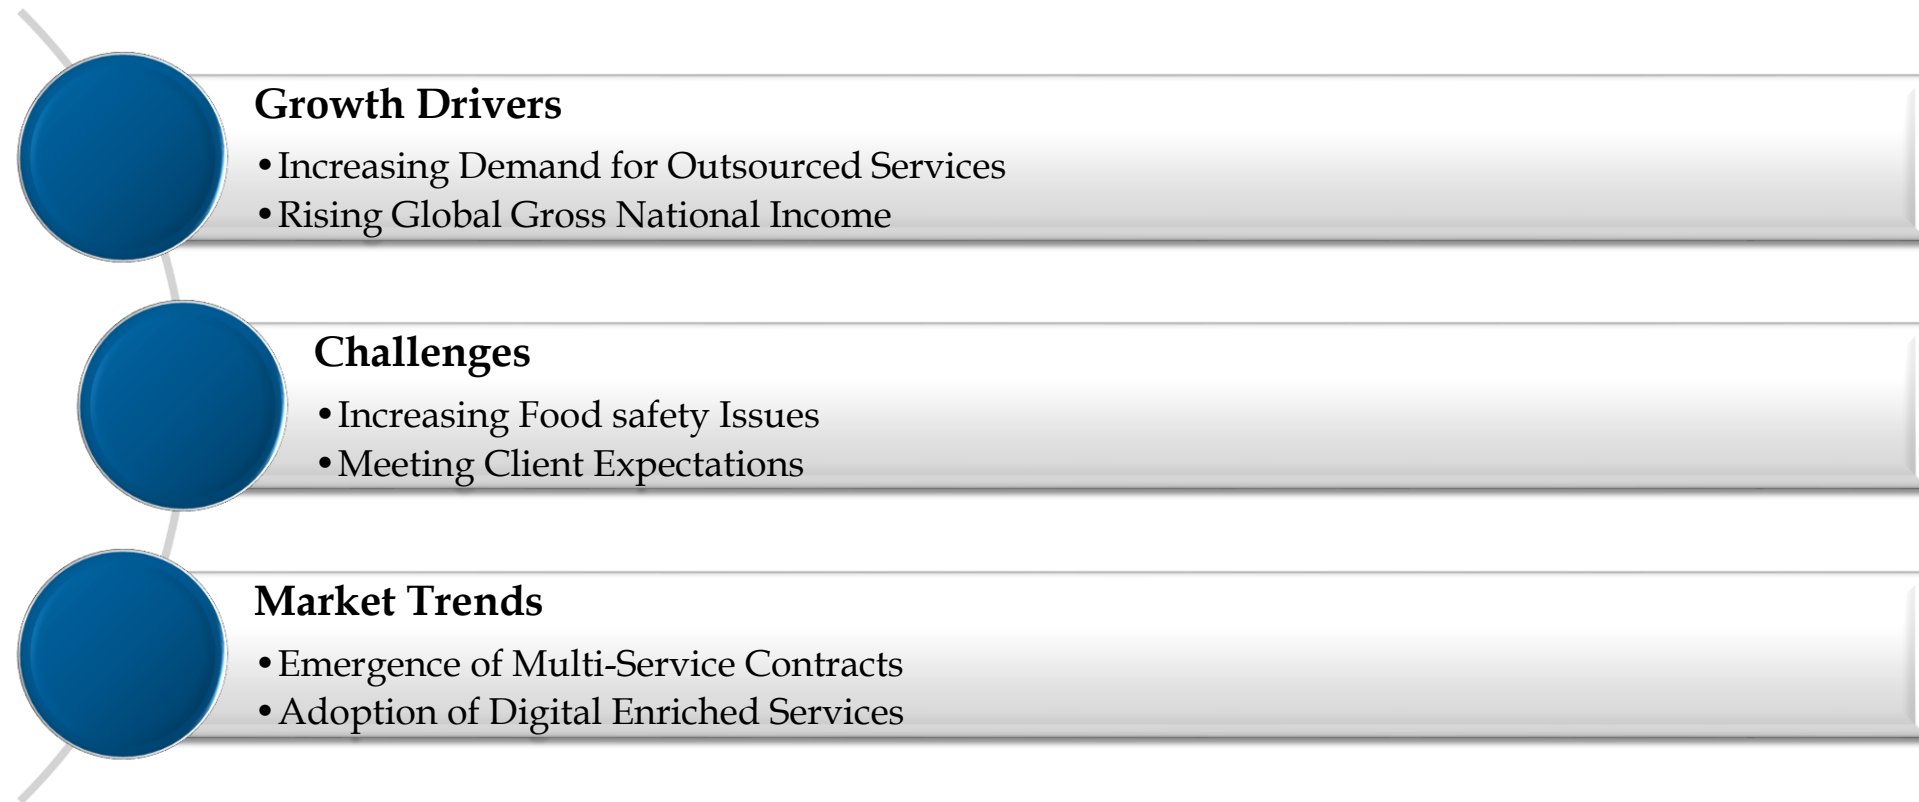 Growth Drivers
•Increasing Demand for Outsourced Services
•Rising Global Gross National Income
Challenges
•Increasing Food safety Issues
•Meeting Client Expectations
Market Trends
•Emergence of Multi-Service Contracts
•Adoption of Digital Enriched Services